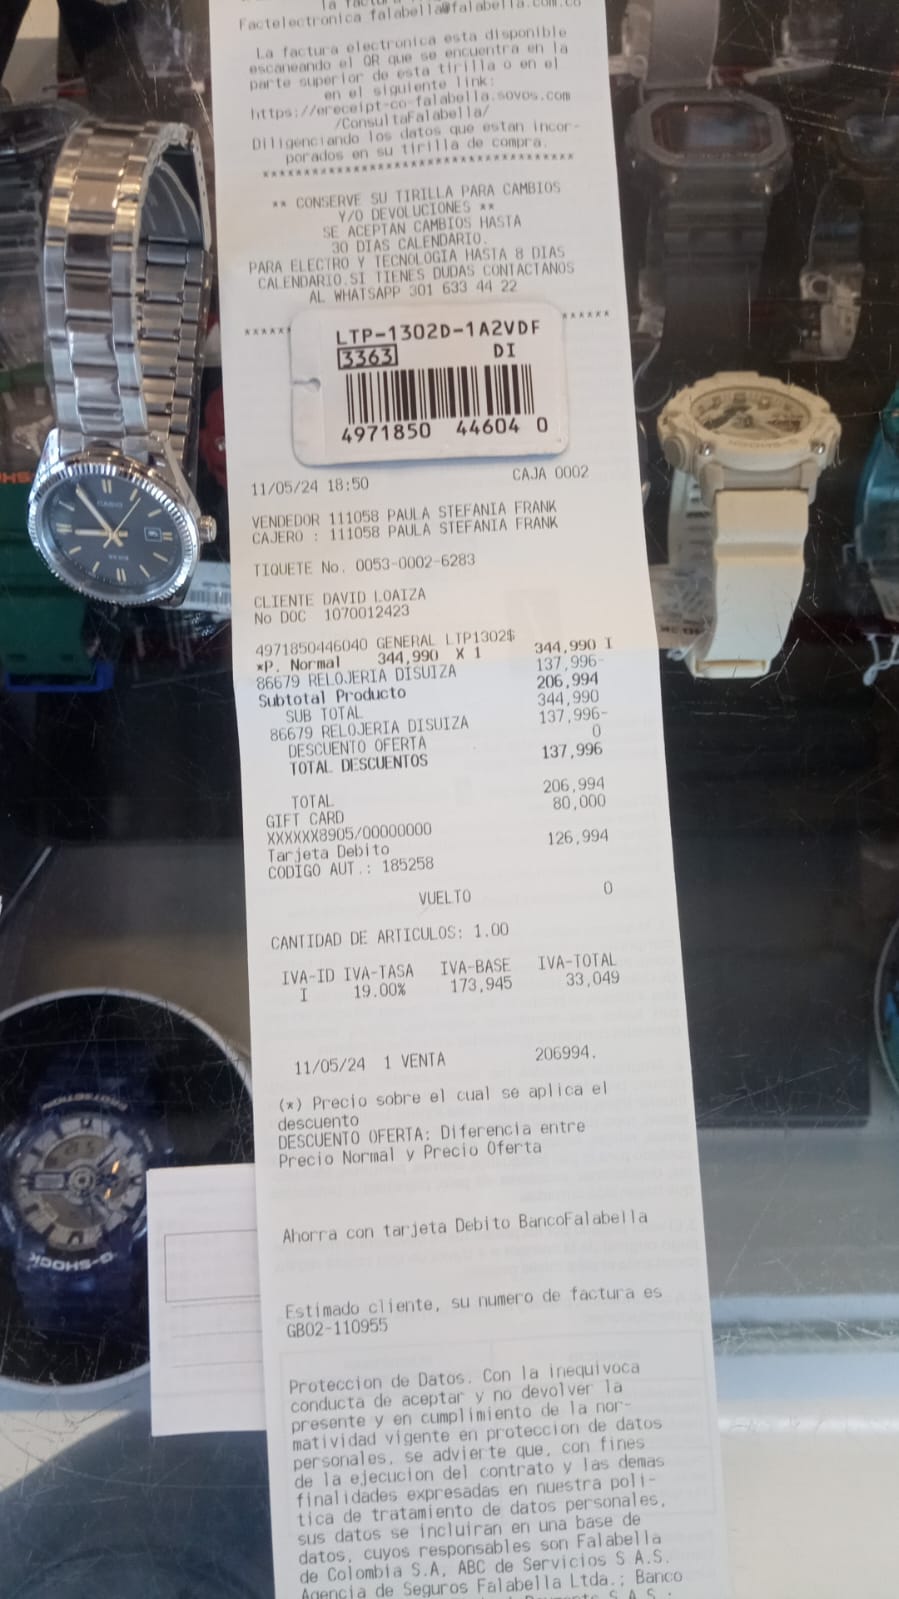 la factura
Factelectronica falabella@falabella.com.co
La factura electronica esta disponible
escaneando el QR que se encuentra en la
parte superior de esta tirilla o en el
en el siguiente link:
https://ereceipt-co-falabella.sovos.com
/ConsultaFalabella/
Diligenciando los datos que estan incor-
porados en su tirilla de compra.
****************************************
** CONSERVE SU TIRILLA PARA CAMBIOS
Y/O DEVOLUCIONES **
SE ACEPTAN CAMBIOS HASTA
30 DIAS CALENDARIO.
PARA ELECTRO Y TECNOLOGIA HASTA 8 DIAS
CALENDARIO.SI TIENES DUDAS CONTACTANOS
AL WHATSAPP 301 633 44 22
LTP-1302D-1A2VDF
3363 DI
4971850 44604 0
11/05/24 18:50 CAJA 0002
VENDEDOR 111058 PAULA STEFANIA FRANK
CAJERO : 111058 PAULA STEFANIA FRANK
TIQUETE No. 0053-0002-6283
CLIENTE DAVID LOAIZA
No DOC 1070012423
4971850446040 GENERAL LTP1302$
*P. Normal 344,990 X 1 344,990 I
86679 RELOJERIA DISUIZA 137,996-
Subtotal Producto 206,994
SUB TOTAL 344,990
86679 RELOJERIA DISUIZA 137,996-
DESCUENTO OFERTA 0
TOTAL DESCUENTOS 137,996
TOTAL 206,994
GIFT CARD 80,000
XXXXXX8905/00000000
Tarjeta Debito 126,994
CODIGO AUT.: 185258
VUELTO 0
CANTIDAD DE ARTICULOS: 1.00
IVA-ID IVA-TASA IVA-BASE IVA-TOTAL
I 19.00% 173,945 33,049
11/05/24 1 VENTA 206994.
(*) Precio sobre el cual se aplica el
descuento
DESCUENTO OFERTA: Diferencia entre
Precio Normal y Precio Oferta
Ahorra con tarjeta Debito BancoFalabella
Estimado cliente, su numero de factura es
GB02-110955
Proteccion de Datos. Con la inequivoca
conducta de aceptar y no devolver la
presente y en cumplimiento de la nor-
matividad vigente en proteccion de datos
personales, se advierte que, con fines
de la ejecucion del contrato y las demas
finalidades expresadas en nuestra poli-
tica de tratamiento de datos personales,
sus datos se incluiran en una base de
datos, cuyos responsables son Falabella
de Colombia S.A, ABC de Servicios S A.S.
Agencia de Seguros Falabella Ltda.; Banco
CASIO
G-SHOCK
PROTECTION